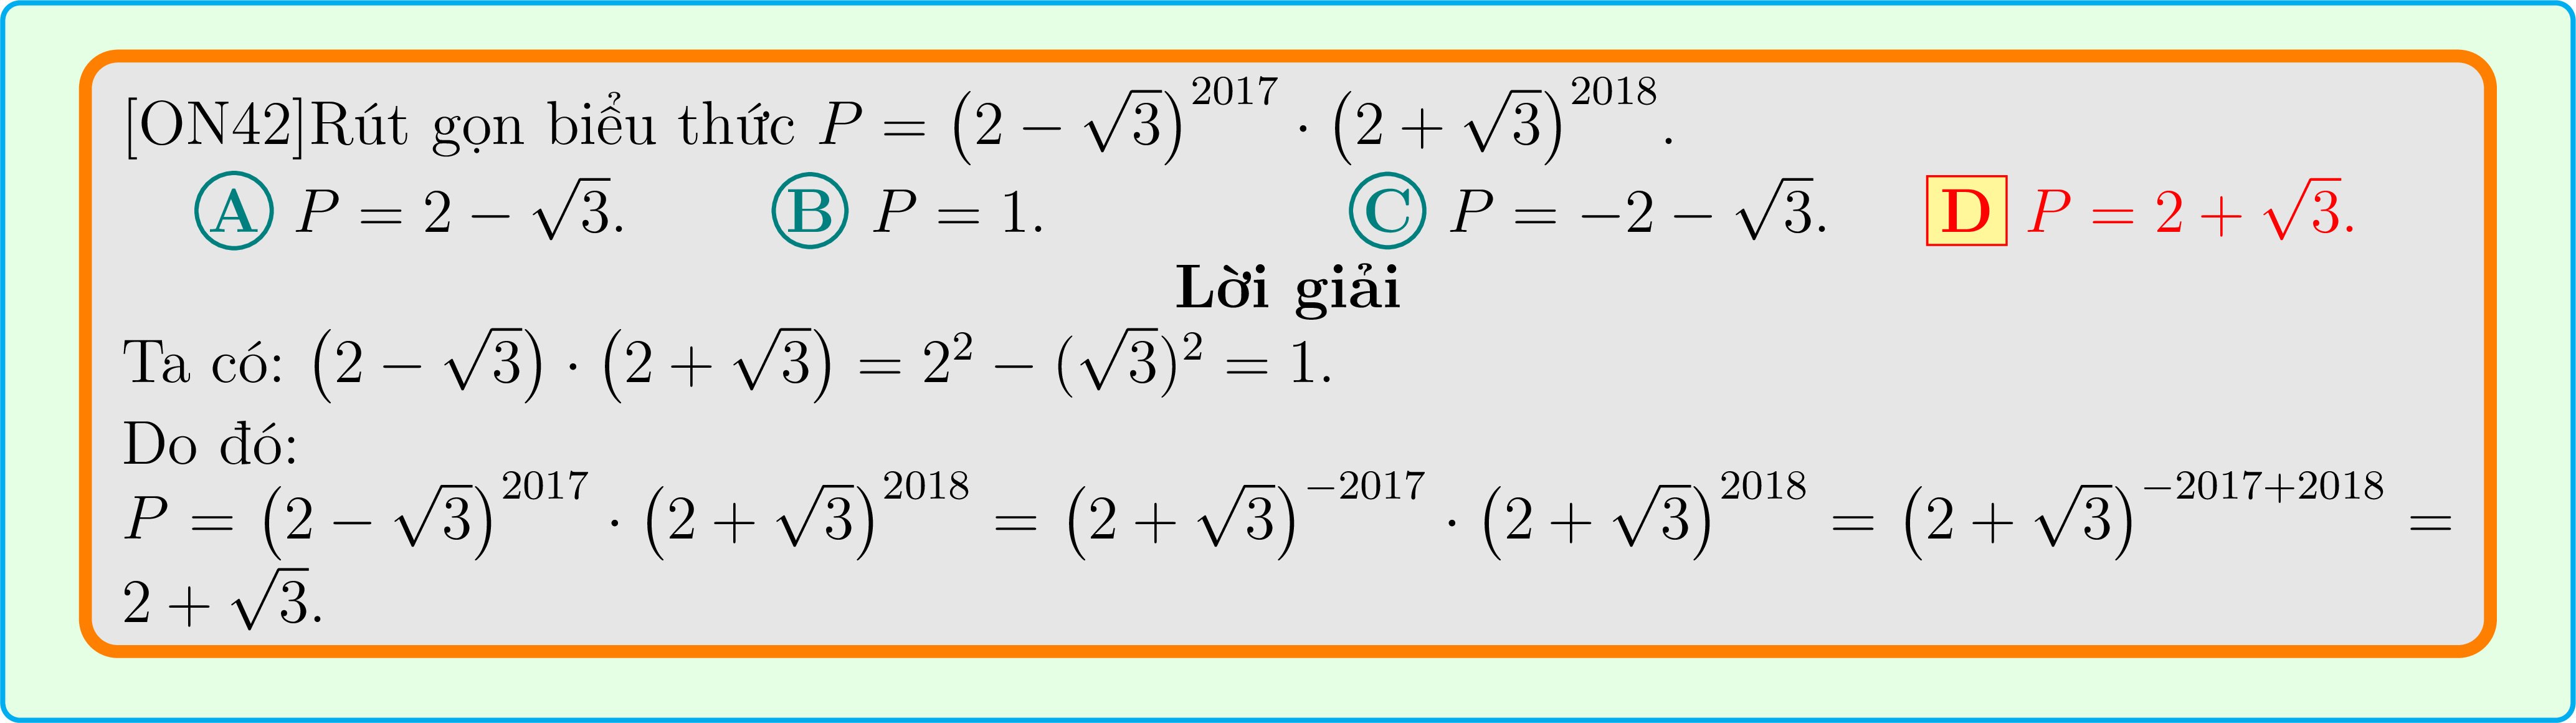 [ON42]Rút gọn biểu thức $P = \left(2 - \sqrt{3}\right)^{2017} \cdot \left(2 + \sqrt{3}\right)^{2018}$.
A $P = 2 - \sqrt{3}$. B $P = 1$. C $P = -2 - \sqrt{3}$. D $P = 2 + \sqrt{3}$.
Lời giải
Ta có: $\left(2 - \sqrt{3}\right) \cdot \left(2 + \sqrt{3}\right) = 2^2 - (\sqrt{3})^2 = 1$.
Do đó:
$P = \left(2 - \sqrt{3}\right)^{2017} \cdot \left(2 + \sqrt{3}\right)^{2018} = \left(2 + \sqrt{3}\right)^{-2017} \cdot \left(2 + \sqrt{3}\right)^{2018} = \left(2 + \sqrt{3}\right)^{-2017+2018} =$
$2 + \sqrt{3}$.